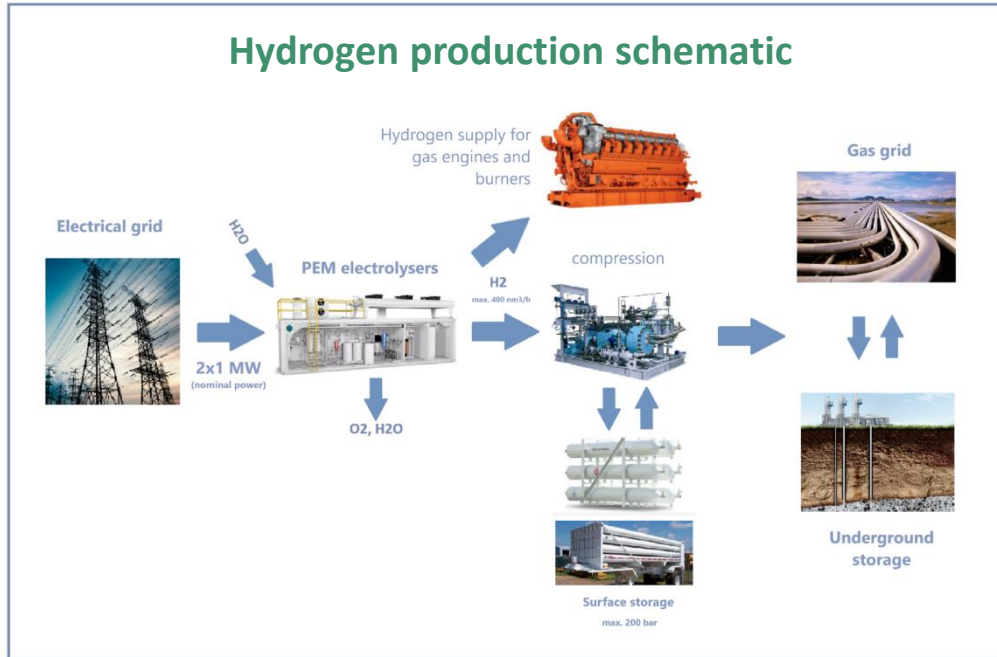 Hydrogen production schematic
Hydrogen supply for
gas engines and
burners
Gas grid
Electrical grid
H2O
PEM electrolysers
compression
H2
max. 400 nm3/h
2x1 MW
(nominal power)
O2, H2O
Underground
storage
Surface storage
max. 200 bar